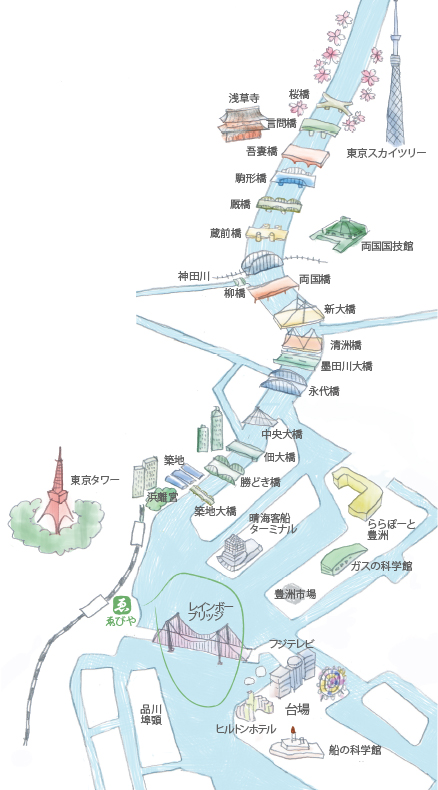 桜橋
浅草寺
言問橋
吾妻橋
東京スカイツリー
駒形橋
厩橋
蔵前橋
両国国技館
神田川
両国橋
柳橋
新大橋
清洲橋
墨田川大橋
永代橋
中央大橋
佃大橋
築地
勝どき橋
東京タワー
浜離宮
築地大橋
晴海客船
ターミナル
ららぽーと
豊洲
ガスの科学館
豊洲市場
ゑ
ゑびや
レインボー
ブリッジ
フジテレビ
品川
埠頭
台場
ヒルトンホテル
船の科学館